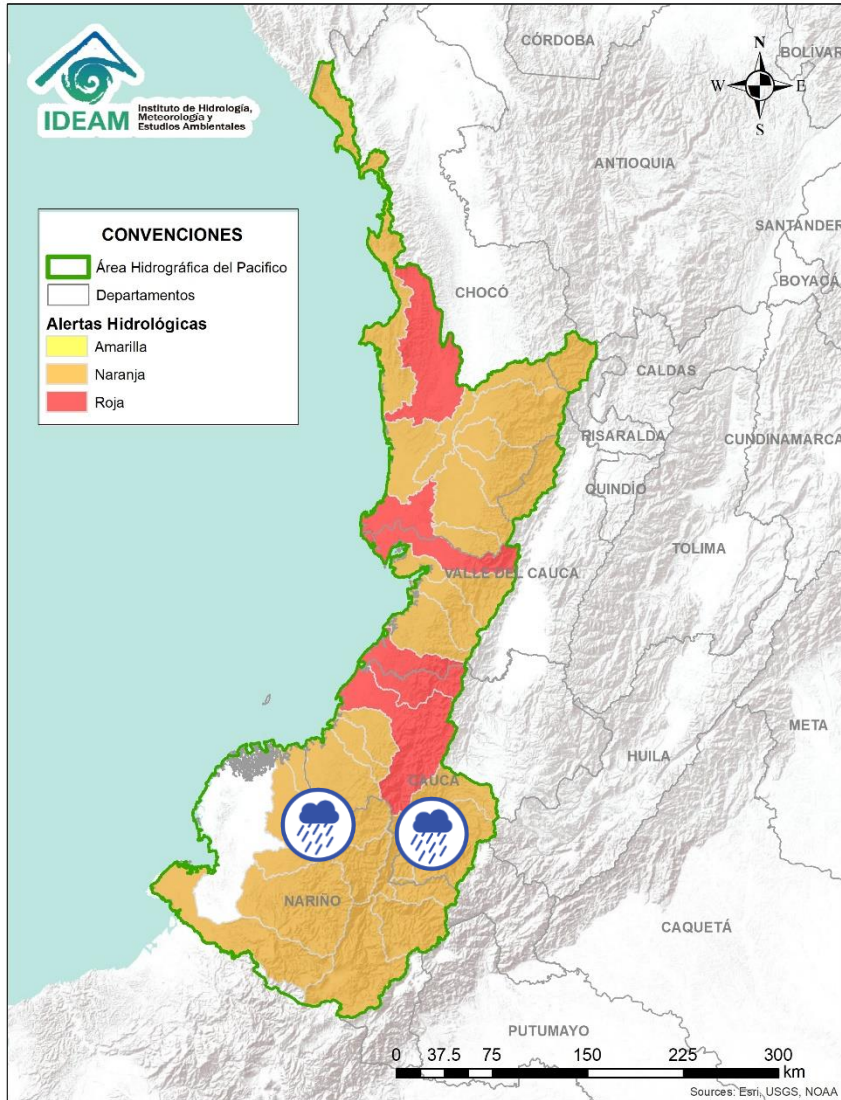 IDEAM
Instituto de Hidrología,
Meteorología y
Estudios Ambientales
CÓRDOBA
BOLÍVAR
N
W
E
S
ANTIOQUIA
SANTANDER
BOYACÁ
CONVENCIONES
Área Hidrográfica del Pacifico
Departamentos
Alertas Hidrológicas
Amarilla
Naranja
Roja
CHOCÓ
CALDAS
RISARALDA
CUNDINAMARCA
QUINDÍO
TOLIMA
VALLE DEL CAUCA
META
HUILA
CAUCA
NARIÑO
CAQUETÁ
PUTUMAYO
0 37.5 75 150 225 300
km
Sources: Esri, USGS, NOAA